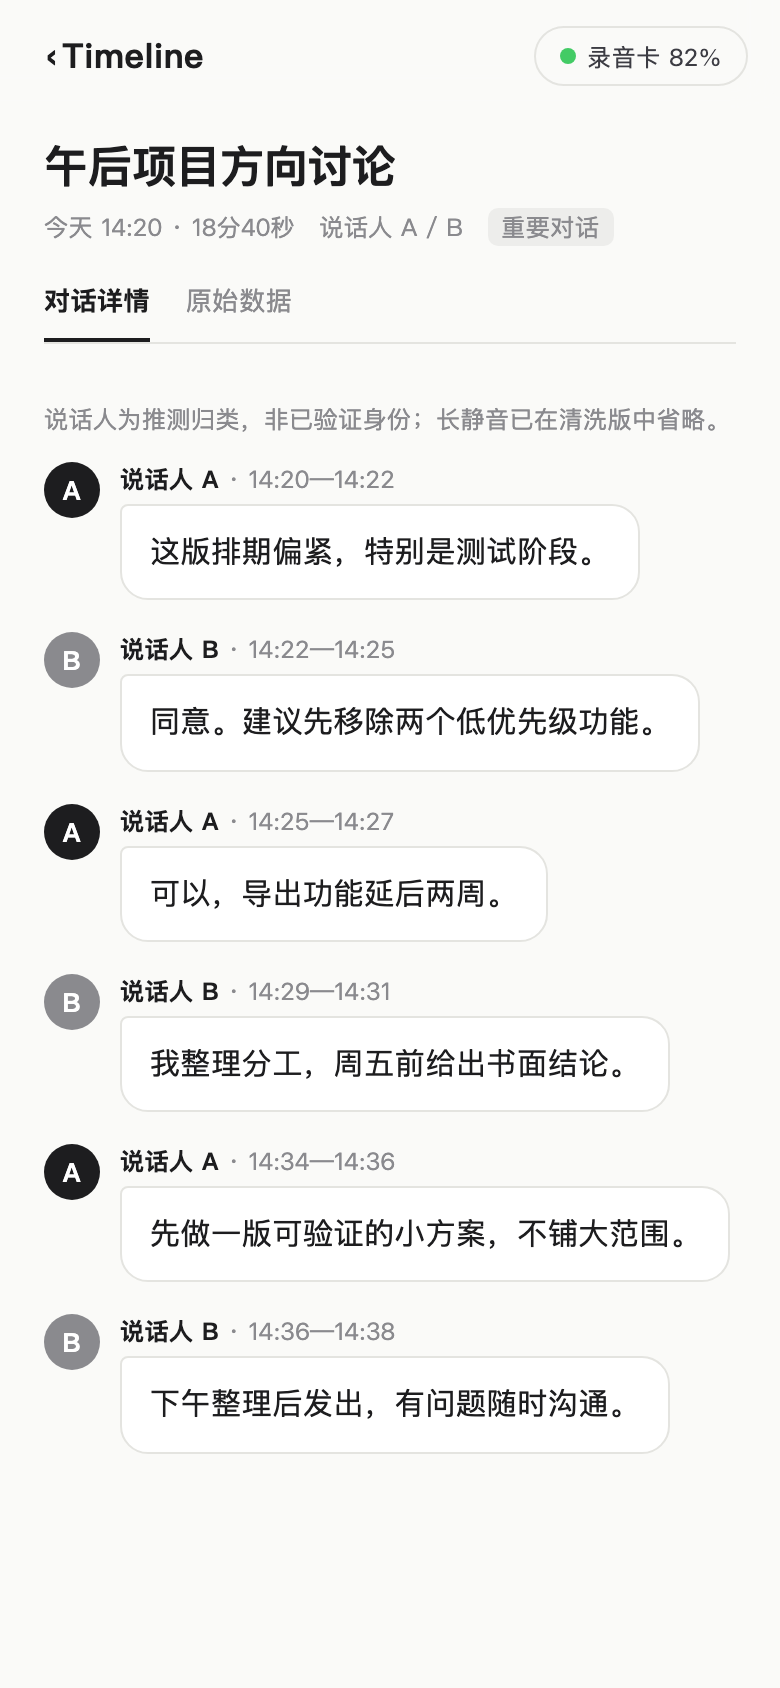 ‹Timeline
录音卡 82%
午后项目方向讨论
今天 14:20 · 18分40秒 说话人 A / B 重要对话
对话详情 原始数据
说话人为推测归类，非已验证身份；长静音已在清洗版中省略。
A 说话人 A · 14:20—14:22
这版排期偏紧，特别是测试阶段。
B 说话人 B · 14:22—14:25
同意。建议先移除两个低优先级功能。
A 说话人 A · 14:25—14:27
可以，导出功能延后两周。
B 说话人 B · 14:29—14:31
我整理分工，周五前给出书面结论。
A 说话人 A · 14:34—14:36
先做一版可验证的小方案，不铺大范围。
B 说话人 B · 14:36—14:38
下午整理后发出，有问题随时沟通。